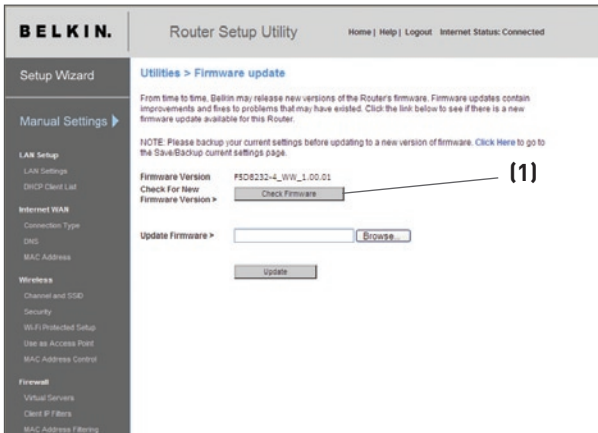 BELKIN.
Router Setup Utility
Home | Help | Logout Internet Status: Connected
Setup Wizard
Manual Settings
LAN Setup
LAN Settings
DHCP Client List
Internet WAN
Connection Type
DNS
MAC Address
Wireless
Channel and SSID
Security
Wi-Fi Protected Setup
Use as Access Point
MAC Address Control
Firewall
Virtual Servers
Client IP Filters
MAC Address Filtering
Utilities > Firmware update
From time to time, Belkin may release new versions of the Router's firmware. Firmware updates contain
improvements and fixes to problems that may have existed. Click the link below to see if there is a new
firmware update available for this Router.
NOTE: Please backup your current settings before updating to a new version of firmware. Click Here to go to
the Save/Backup current settings page.
Firmware Version F5D8232-4_WW_1.00.01
Check For New
Firmware Version >
Check Firmware
(1)
Update Firmware >
Browse...
Update